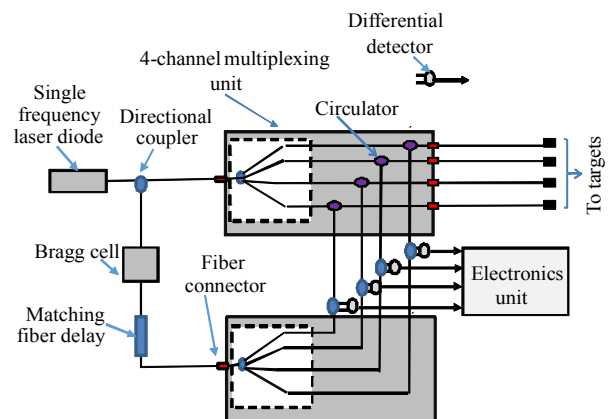 Differential
detector
4-channel multiplexing
unit
Single
frequency
laser diode
Directional
coupler
Circulator
To targets
Bragg cell
Fiber
connector
Electronics
unit
Matching
fiber delay